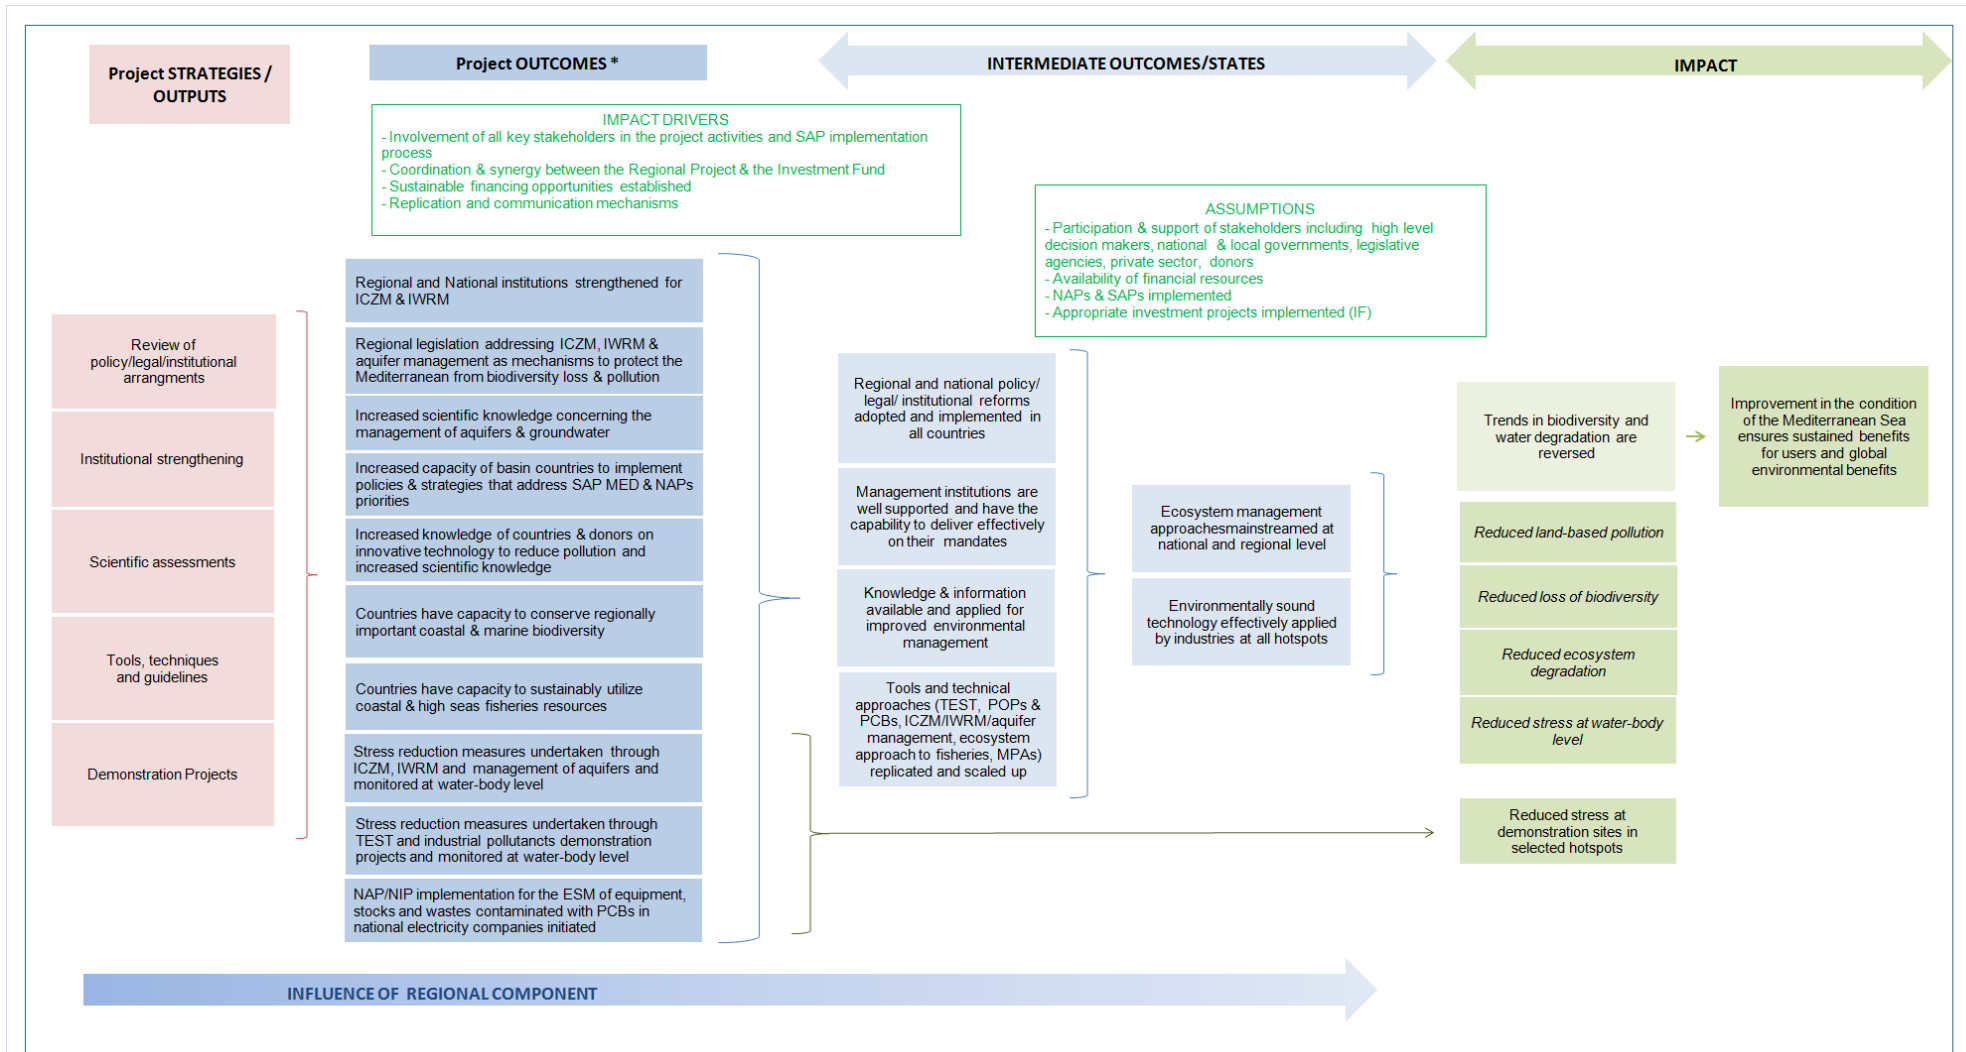 Project STRATEGIES /
OUTPUTS
Project OUTCOMES *
INTERMEDIATE OUTCOMES/STATES
IMPACT
IMPACT DRIVERS
- Involvement of all key stakeholders in the project activities and SAP implementation
process
- Coordination & synergy between the Regional Project & the Investment Fund
- Sustainable financing opportunities established
- Replication and communication mechanisms
ASSUMPTIONS
- Participation & support of stakeholders including high level
decision makers, national & local governments, legislative
agencies, private sector, donors
- Availability of financial resources
- NAPs & SAPs implemented
- Appropriate investment projects implemented (IF)
Review of
policy/legal/institutional
arrangments
Institutional strengthening
Scientific assessments
Tools, techniques
and guidelines
Demonstration Projects
Regional and National institutions strengthened for
ICZM & IWRM
Regional legislation addressing ICZM, IWRM &
aquifer management as mechanisms to protect the
Mediterranean from biodiversity loss & pollution
Increased scientific knowledge concerning the
management of aquifers & groundwater
Increased capacity of basin countries to implement
policies & strategies that address SAP MED & NAPs
priorities
Increased knowledge of countries & donors on
innovative technology to reduce pollution and
increased scientific knowledge
Countries have capacity to conserve regionally
important coastal & marine biodiversity
Countries have capacity to sustainably utilize
coastal & high seas fisheries resources
Stress reduction measures undertaken through
ICZM, IWRM and management of aquifers and
monitored at water-body level
Stress reduction measures undertaken through
TEST and industrial pollutancts demonstration
projects and monitored at water-body level
NAP/NIP implementation for the ESM of equipment,
stocks and wastes contaminated with PCBs in
national electricity companies initiated
Regional and national policy/
legal/ institutional reforms
adopted and implemented in
all countries
Management institutions are
well supported and have the
capability to deliver effectively
on their mandates
Knowledge & information
available and applied for
improved environmental
management
Tools and technical
approaches (TEST, POPs &
PCBs, ICZM/IWRM/aquifer
management, ecosystem
approach to fisheries, MPAs)
replicated and scaled up
Ecosystem management
approachesmainstreamed at
national and regional level
Environmentally sound
technology effectively applied
by industries at all hotspots
Trends in biodiversity and
water degradation are
reversed
Reduced land-based pollution
Reduced loss of biodiversity
Reduced ecosystem
degradation
Reduced stress at water-body
level
Reduced stress at
demonstration sites in
selected hotspots
Improvement in the condition
of the Mediterranean Sea
ensures sustained benefits
for users and global
environmental benefits
INFLUENCE OF REGIONAL COMPONENT